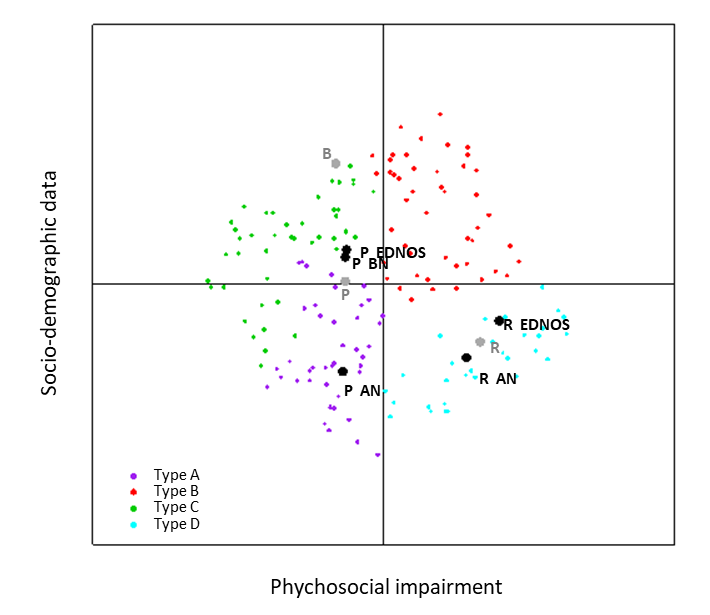 Socio-demographic data
B
P EDNOS
P BN
P
R EDNOS
R
R AN
P AN
Type A
Type B
Type C
Type D
Phychosocial impairment